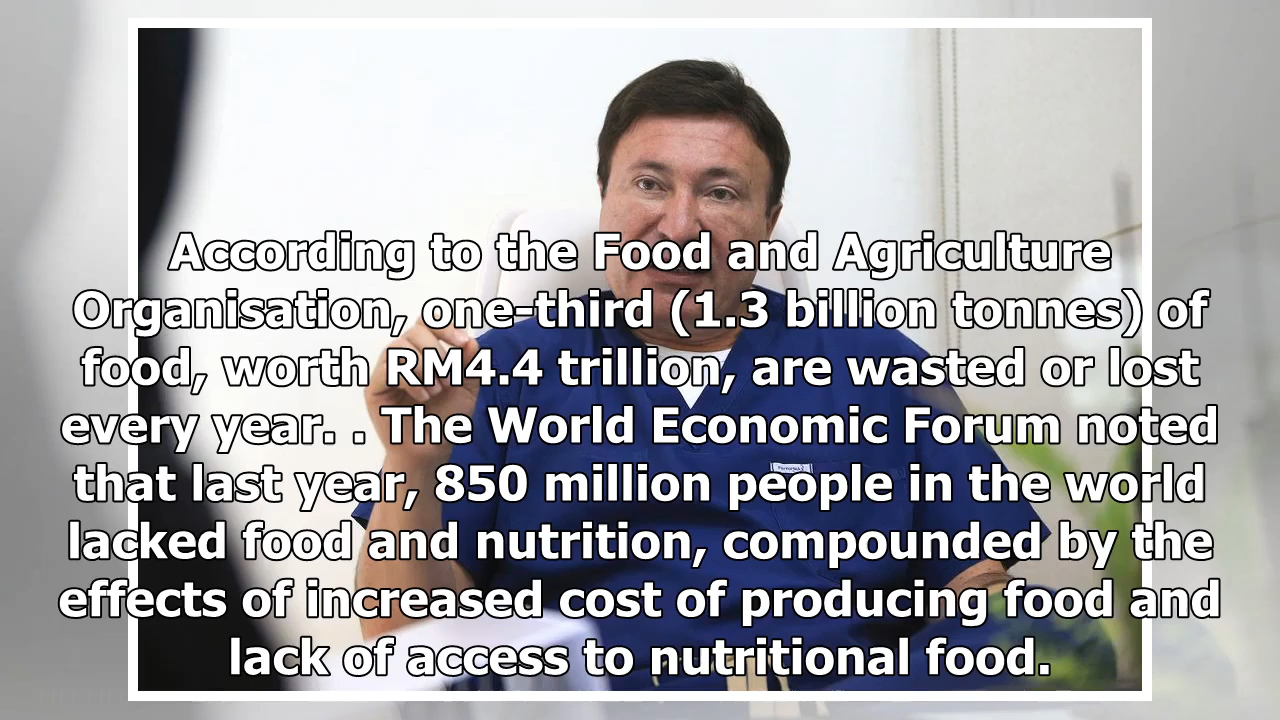 According to the Food and Agriculture
Organisation, one-third (1.3 billion tonnes) of
food, worth RM4.4 trillion, are wasted or lost
every year. . The World Economic Forum noted
that last year, 850 million people in the world
lacked food and nutrition, compounded by the
effects of increased cost of producing food and
lack of access to nutritional food.